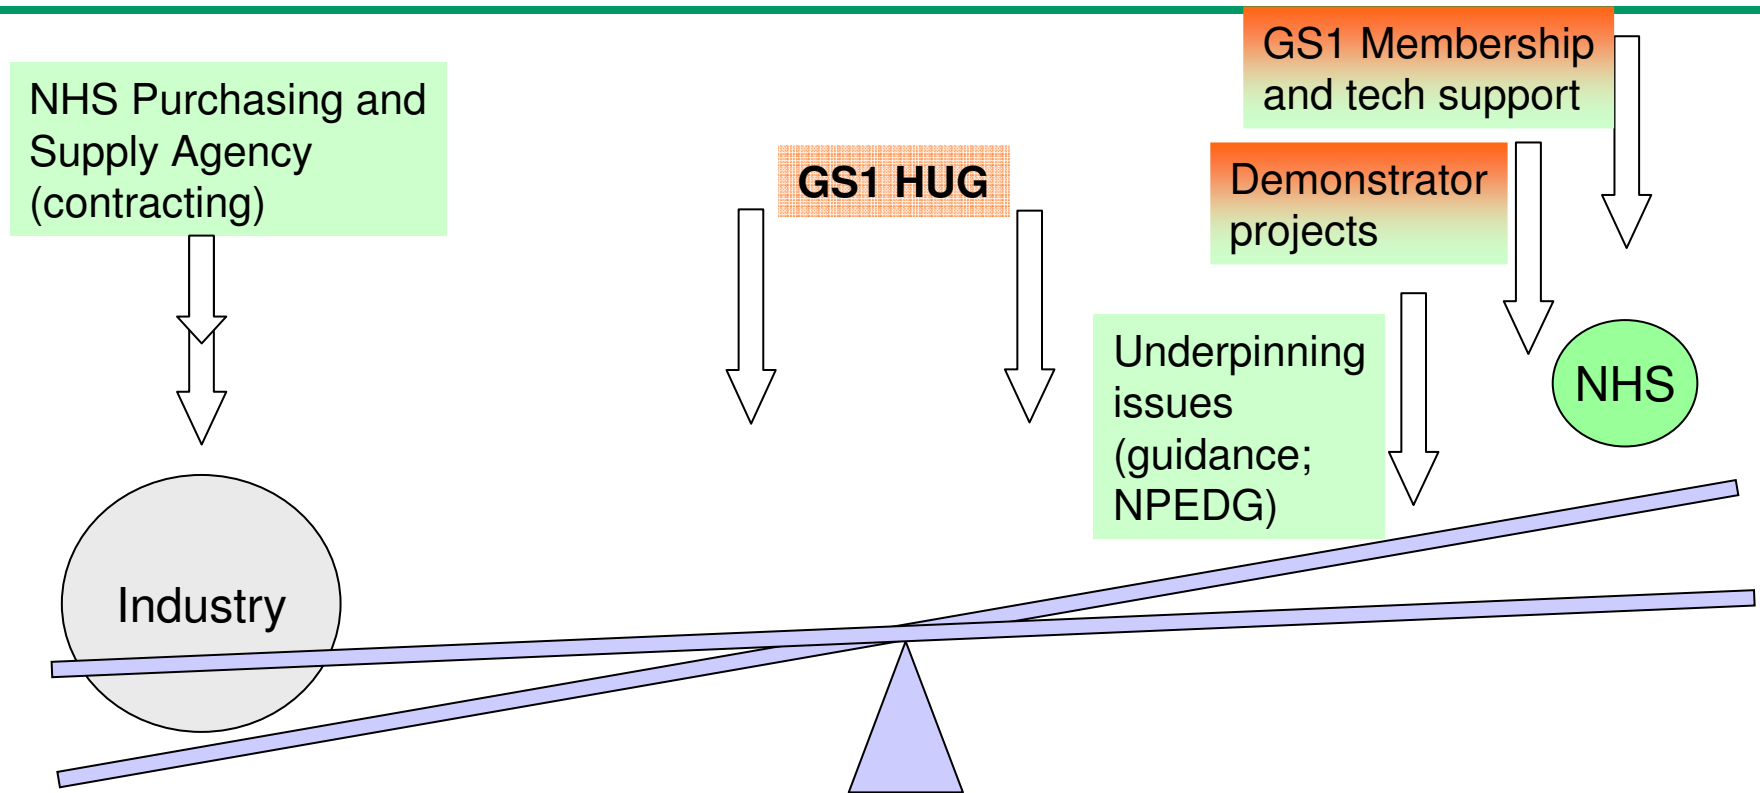 NHS Purchasing and
Supply Agency
(contracting)
GS1 HUG
GS1 Membership
and tech support
Demonstrator
projects
Underpinning
issues
(guidance;
NPEDG)
NHS
Industry